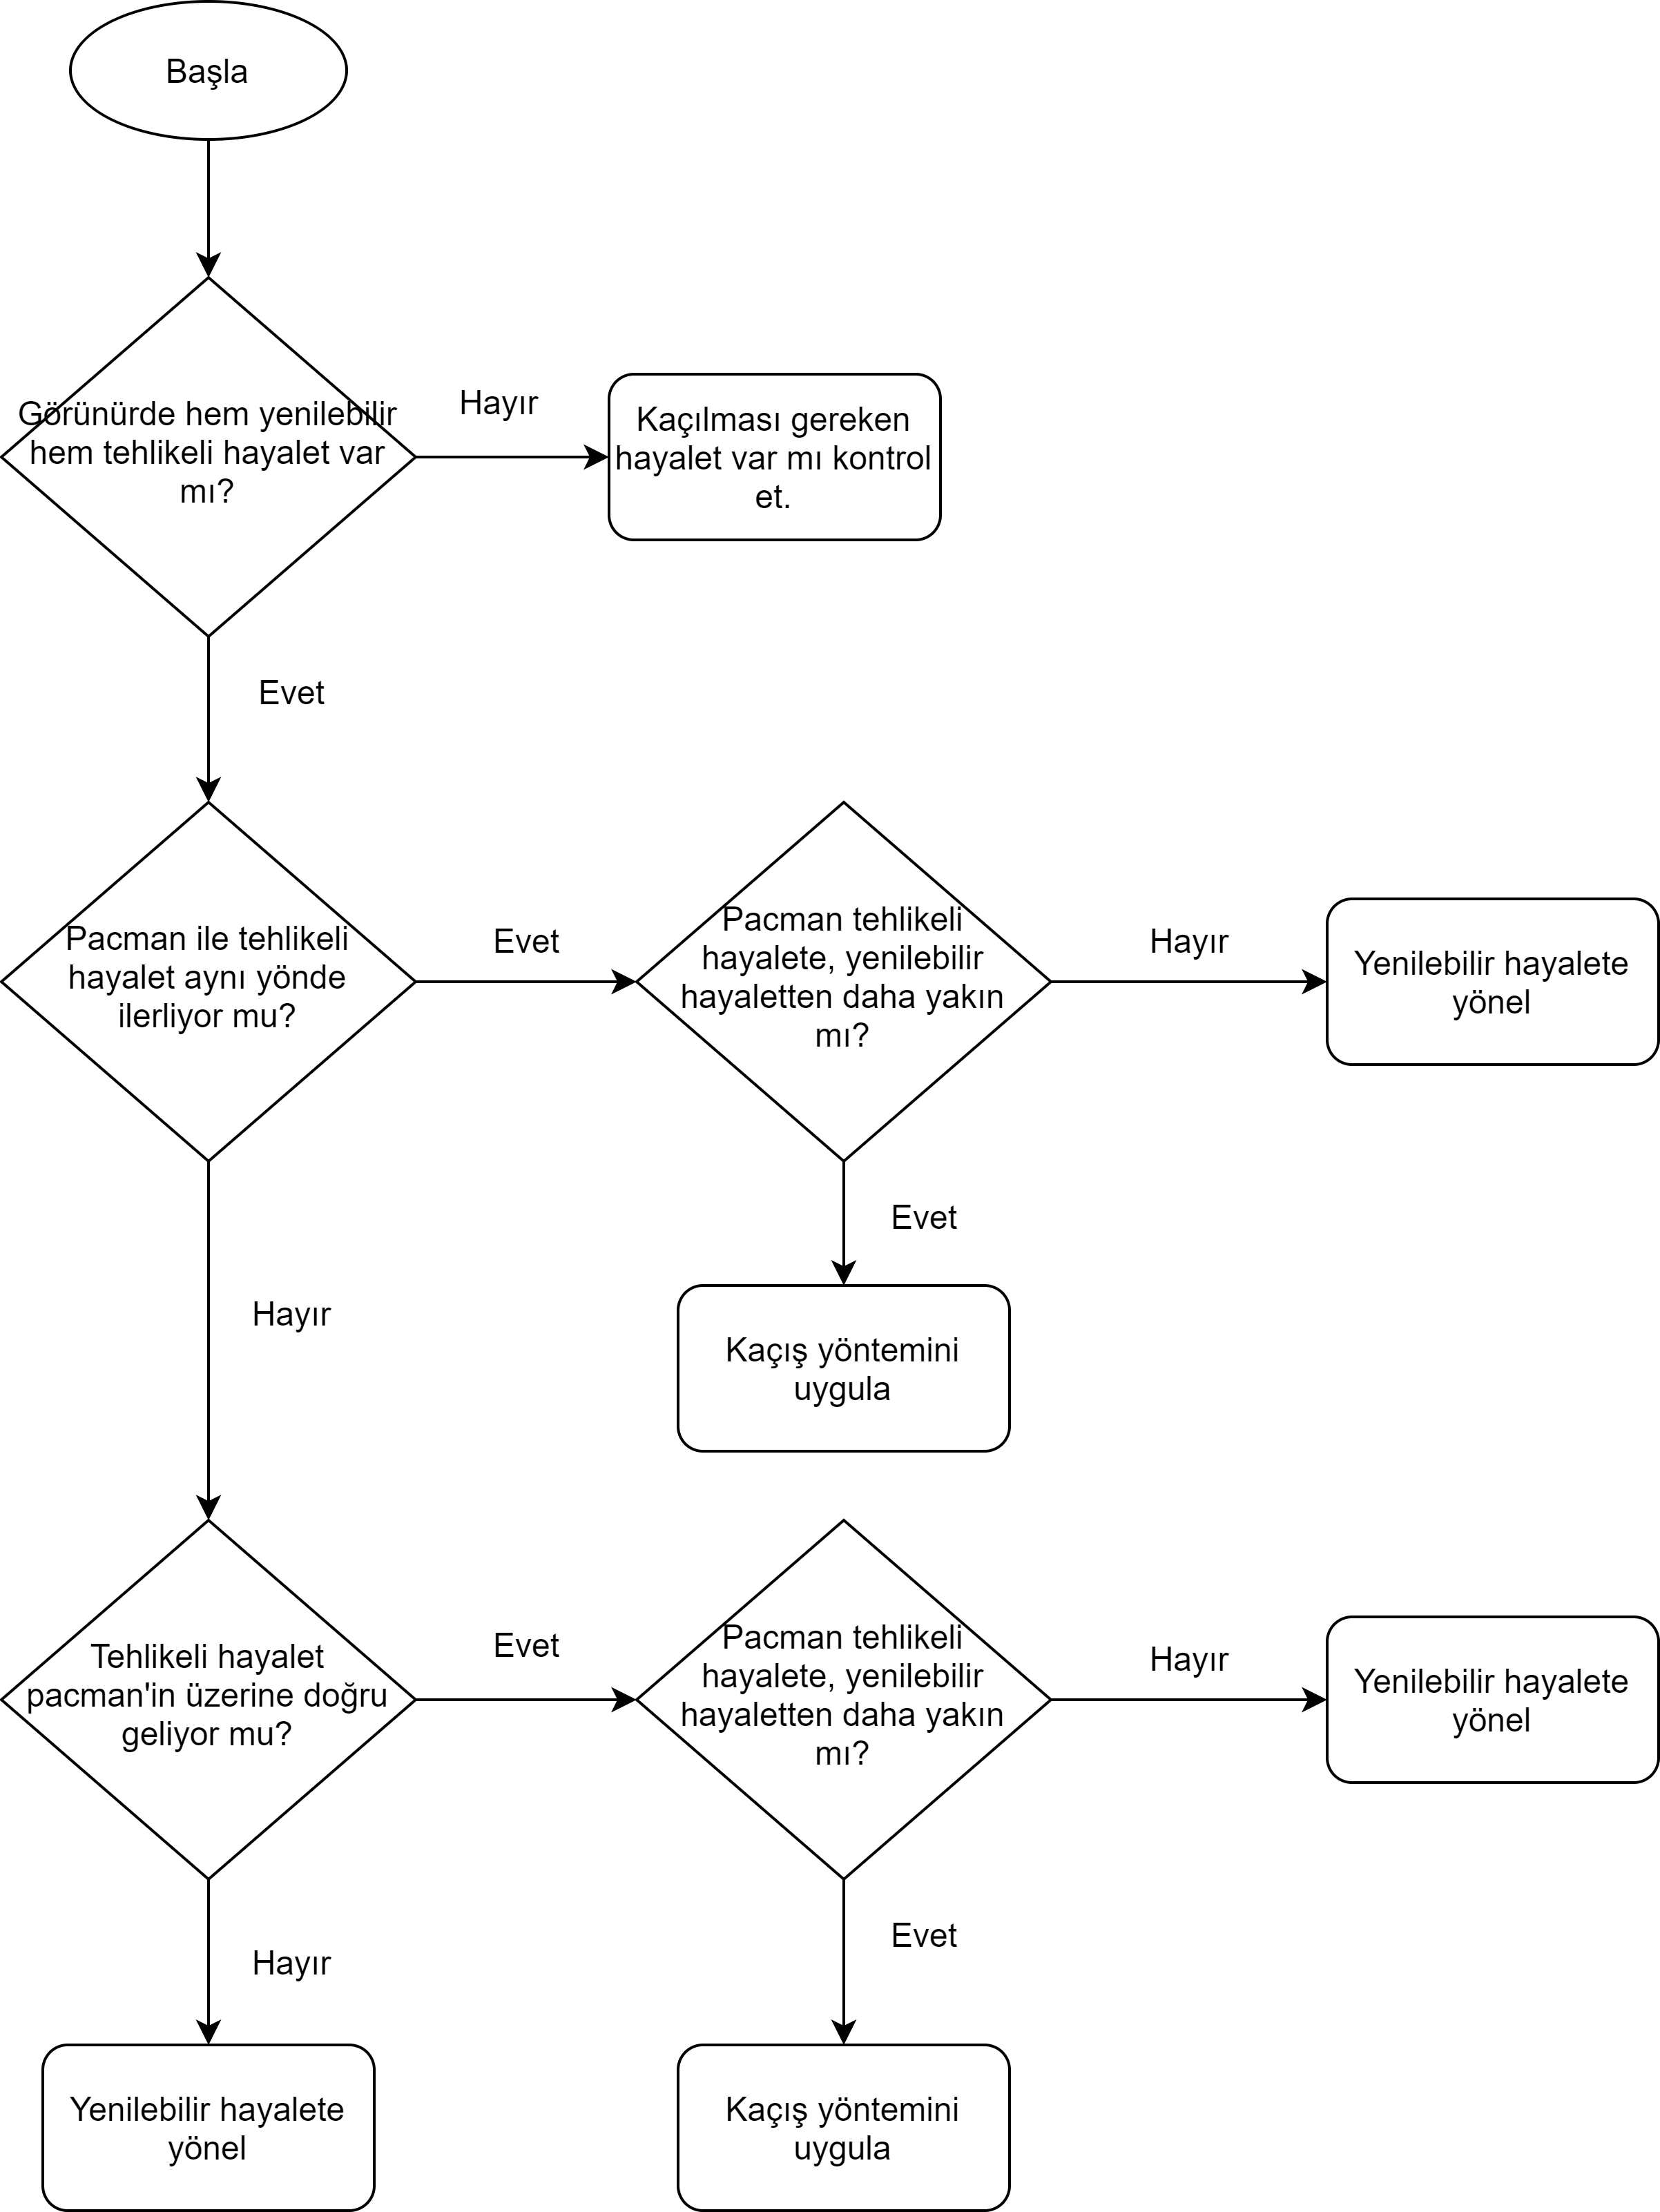 Başla
Görünürde hem yenilebilir
hem tehlikeli hayalet var
mı?
Hayır
Kaçılması gereken
hayalet var mı kontrol
et.
Evet
Pacman ile tehlikeli
hayalet aynı yönde
ilerliyor mu?
Evet
Pacman tehlikeli
hayalete, yenilebilir
hayaletten daha yakın
mı?
Hayır
Yenilebilir hayalete
yönel
Evet
Kaçış yöntemini
uygula
Hayır
Tehlikeli hayalet
pacman'in üzerine doğru
geliyor mu?
Evet
Pacman tehlikeli
hayalete, yenilebilir
hayaletten daha yakın
mı?
Hayır
Yenilebilir hayalete
yönel
Evet
Kaçış yöntemini
uygula
Hayır
Yenilebilir hayalete
yönel